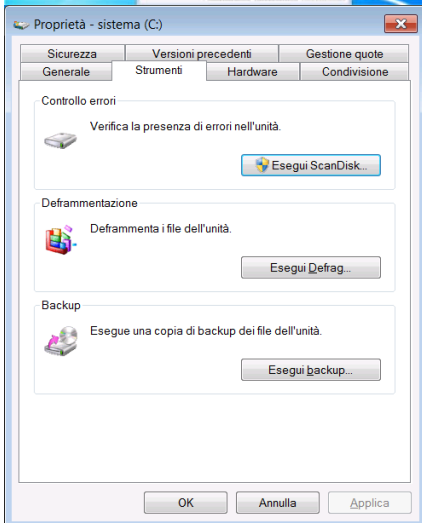 Proprietà - sistema (C:)
Sicurezza Versioni precedenti Gestione quote
Generale Strumenti Hardware Condivisione
Controllo errori
Verifica la presenza di errori nell'unità.
Esegui ScanDisk...
Deframmentazione
Deframmenta i file dell'unità.
Esegui Defrag...
Backup
Esegue una copia di backup dei file dell'unità.
Esegui backup...
OK Annulla Applica